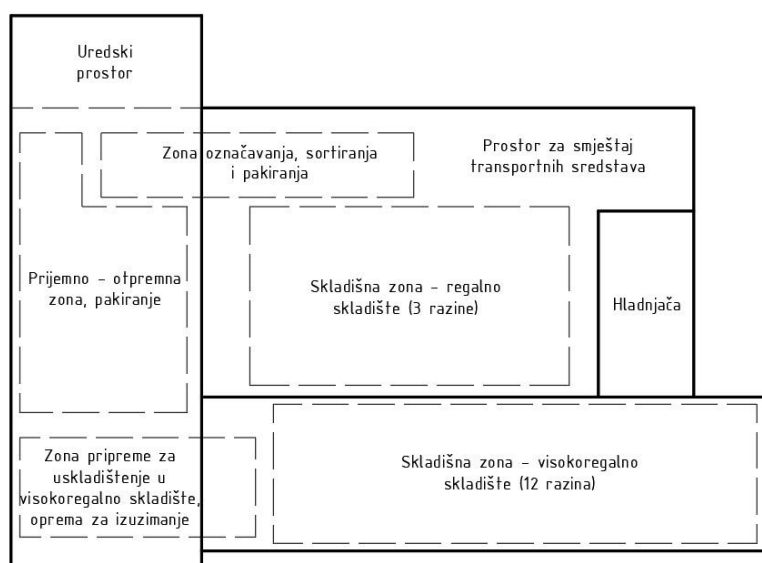 Uredski
prostor
Zona označavanja, sortiranja
i pakiranja
Prostor za smještaj
transportnih sredstava
Prijemno - otpremna
zona, pakiranje
Skladišna zona - regalno
skladište (3 razine)
Hladnjača
Zona pripreme za
uskladištenje u
visokoregalno skladište,
oprema za izuzimanje
Skladišna zona - visokoregalno
skladište (12 razina)